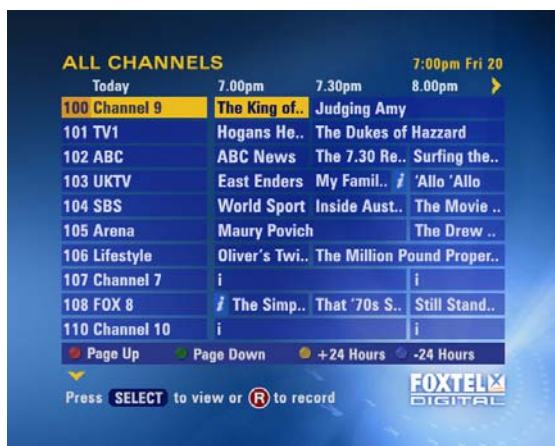 ALL CHANNELS 7:00pm Fri 20
Today 7.00pm 7.30pm 8.00pm
100 Channel 9 The King of.. Judging Amy
101 TV1 Hogans He.. The Dukes of Hazzard
102 ABC ABC News The 7.30 Re.. Surfing the..
103 UKTV East Enders My Famil.. i 'Allo 'Allo
104 SBS World Sport Inside Aust.. The Movie ..
105 Arena Maury Povich The Drew ..
106 Lifestyle Oliver's Twi.. The Million Pound Proper..
107 Channel 7 i i
108 FOX 8 i The Simp.. That '70s S.. Still Stand..
110 Channel 10 i i
Page Up Page Down +24 Hours -24 Hours
Press SELECT to view or R to record
FOXTEL
DIGITAL